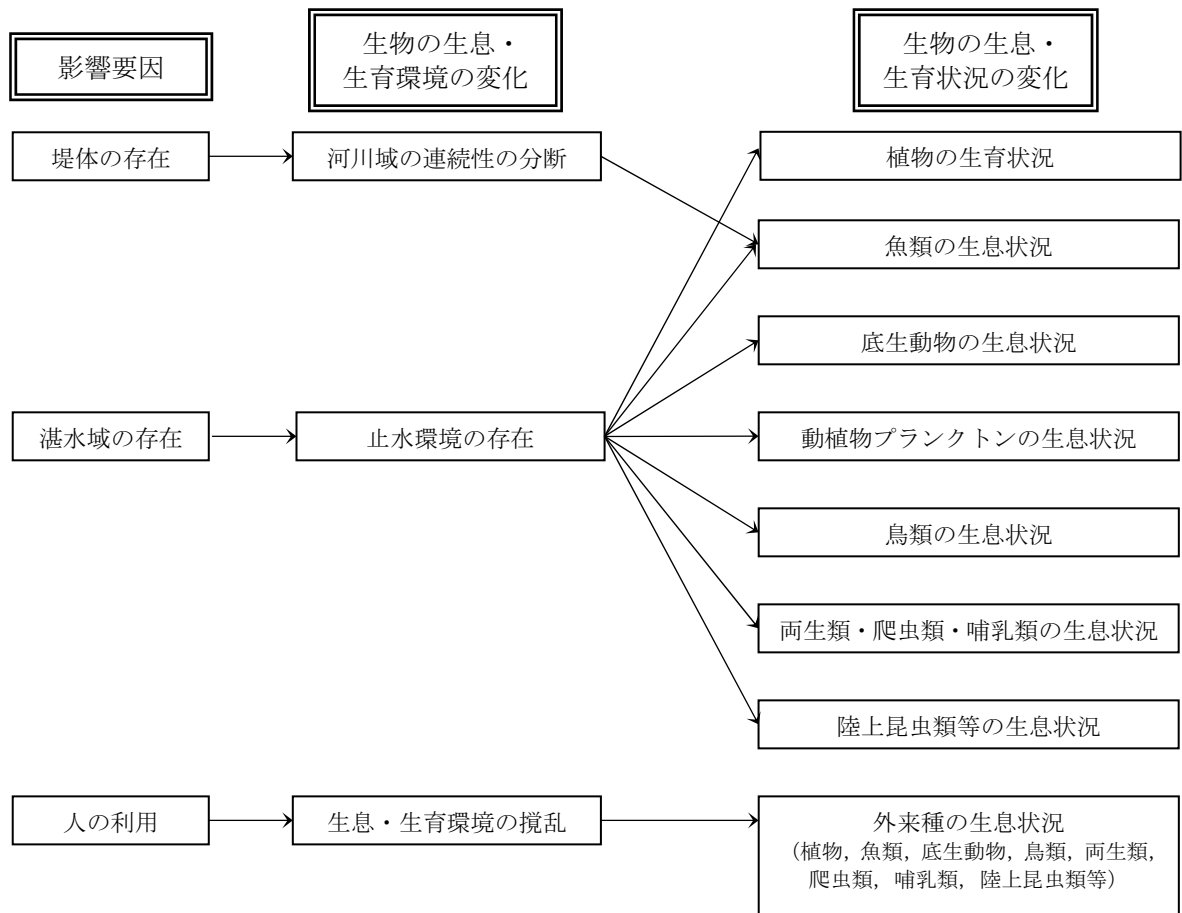 影響要因
生物の生息・
生育環境の変化
生物の生息・
生育状況の変化
堤体の存在
河川域の連続性の分断
植物の生育状況
魚類の生息状況
底生動物の生息状況
湛水域の存在
止水環境の存在
動植物プランクトンの生息状況
鳥類の生息状況
両生類・爬虫類・哺乳類の生息状況
陸上昆虫類等の生息状況
人の利用
生息・生育環境の撹乱
外来種の生息状況
（植物, 魚類, 底生動物, 鳥類, 両生類,
爬虫類, 哺乳類, 陸上昆虫類等）